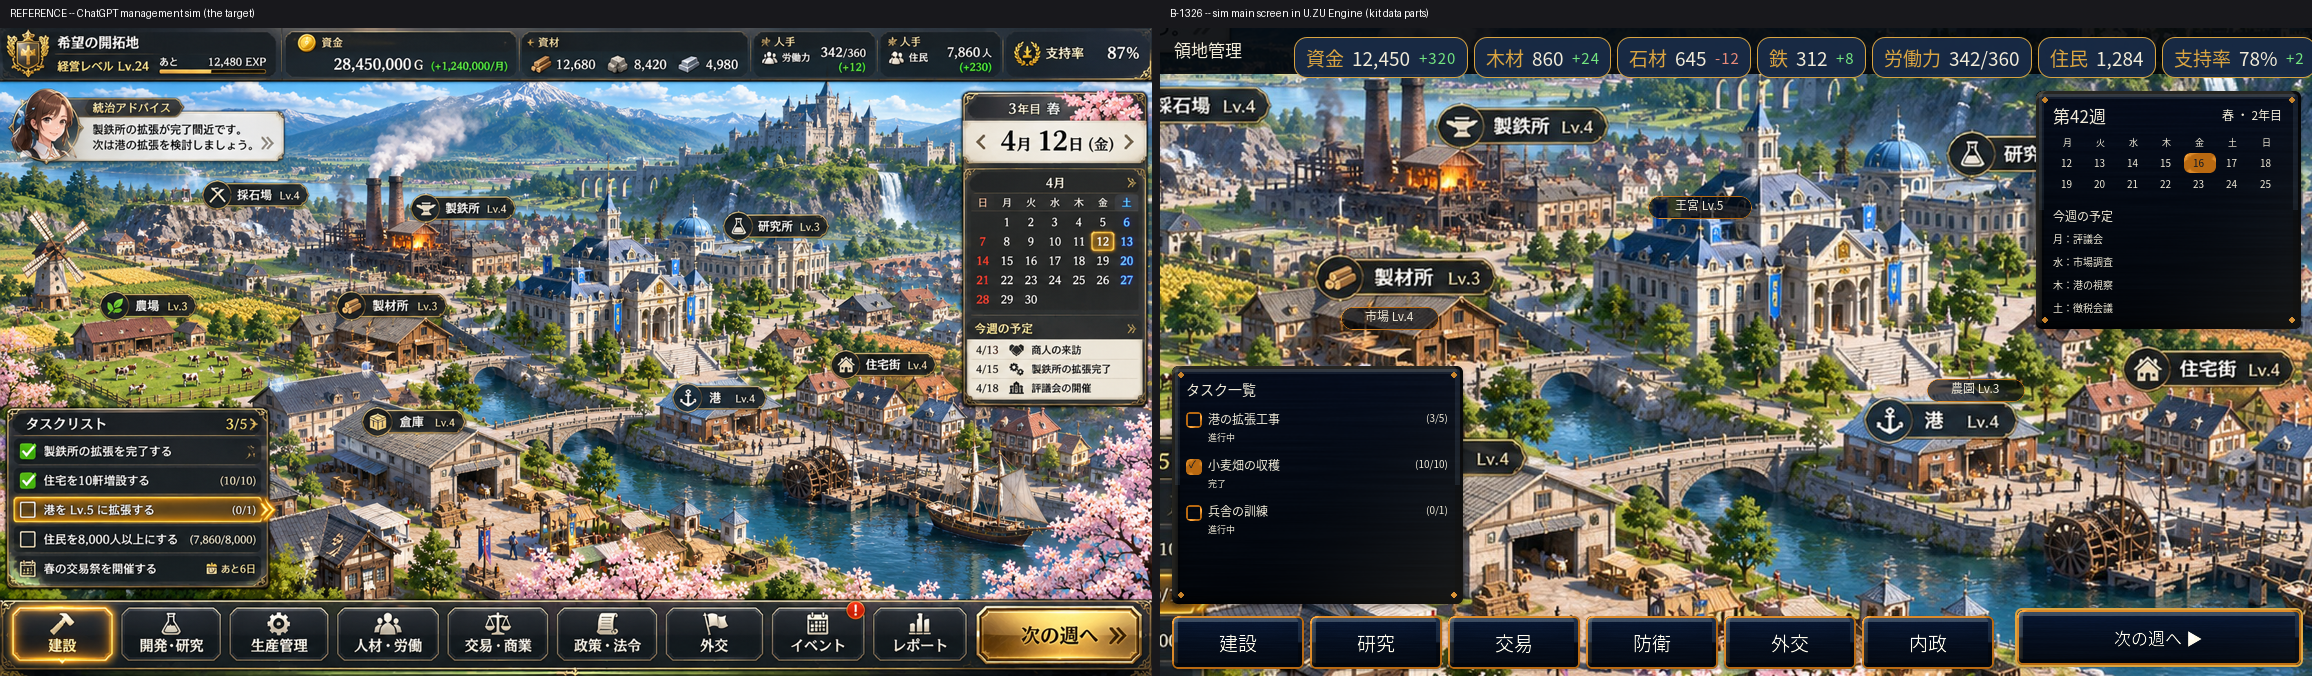 REFERENCE -- ChatGPT management sim (the target)
希望の開拓地
経営レベル Lv.24
あと 12,480 EXP
資金
28,450,000 G (+1,240,000/月)
資材
12,680 8,420 4,980
人手
労働力
342/360
(+12)
人手
住民
7,860人
(+230)
支持率 87%
統治アドバイス
製鉄所の拡張が完了間近です。
次は港の拡張を検討しましょう。
採石場 Lv.4
製鉄所 Lv.4
研究所 Lv.3
農場 Lv.3
製材所 Lv.3
住宅街 Lv.4
港 Lv.4
倉庫 Lv.4
3年目 春
4月 12日 (金)
4月
日 月 火 水 木 金 土
1 2 3 4 5 6
7 8 9 10 11 12 13
14 15 16 17 18 19 20
21 22 23 24 25 26 27
28 29 30
今週の予定
4/13 商人の来訪
4/15 製鉄所の拡張完了
4/18 評議会の開催
タスクリスト 3/5
製鉄所の拡張を完了する
住宅を10軒増設する (10/10)
港を Lv.5 に拡張する (0/1)
住民を8,000人以上にする (7,860/8,000)
春の交易祭を開催する あと6日
建設
開発・研究
生産管理
人材・労働
交易・商業
政策・法令
外交
イベント
!
レポート
次の週へ
B-1326 -- sim main screen in U.ZU Engine (kit data parts)
領地管理
資金 12,450 +320
木材 860 +24
石材 645 -12
鉄 312 +8
労働力 342/360
住民 1,284
支持率 78% +2
採石場 Lv.4
製鉄所 Lv.4
研究
王宮 Lv.5
製材所 Lv.3
市場 Lv.4
住宅街 Lv.4
農園 Lv.3
港 Lv.4
Lv.4
第42週 春・2年目
月 火 水 木 金 土 日
12 13 14 15 16 17 18
19 20 21 22 23 24 25
今週の予定
月：評議会
水：市場調査
木：港の視察
土：徴税会議
タスク一覧
港の拡張工事 (3/5)
進行中
小麦畑の収穫 (10/10)
完了
兵舎の訓練 (0/1)
進行中
建設
研究
交易
防衛
外交
内政
次の週へ ▶